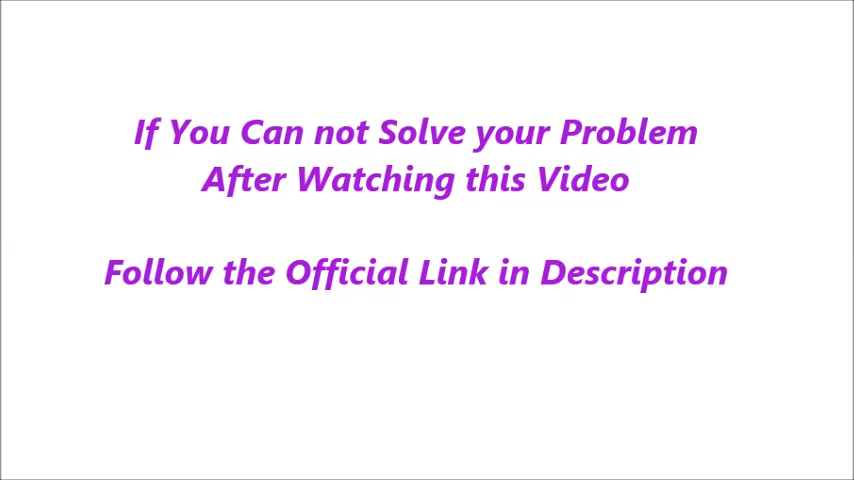 If You Can not Solve your Problem
After Watching this Video
Follow the Official Link in Description